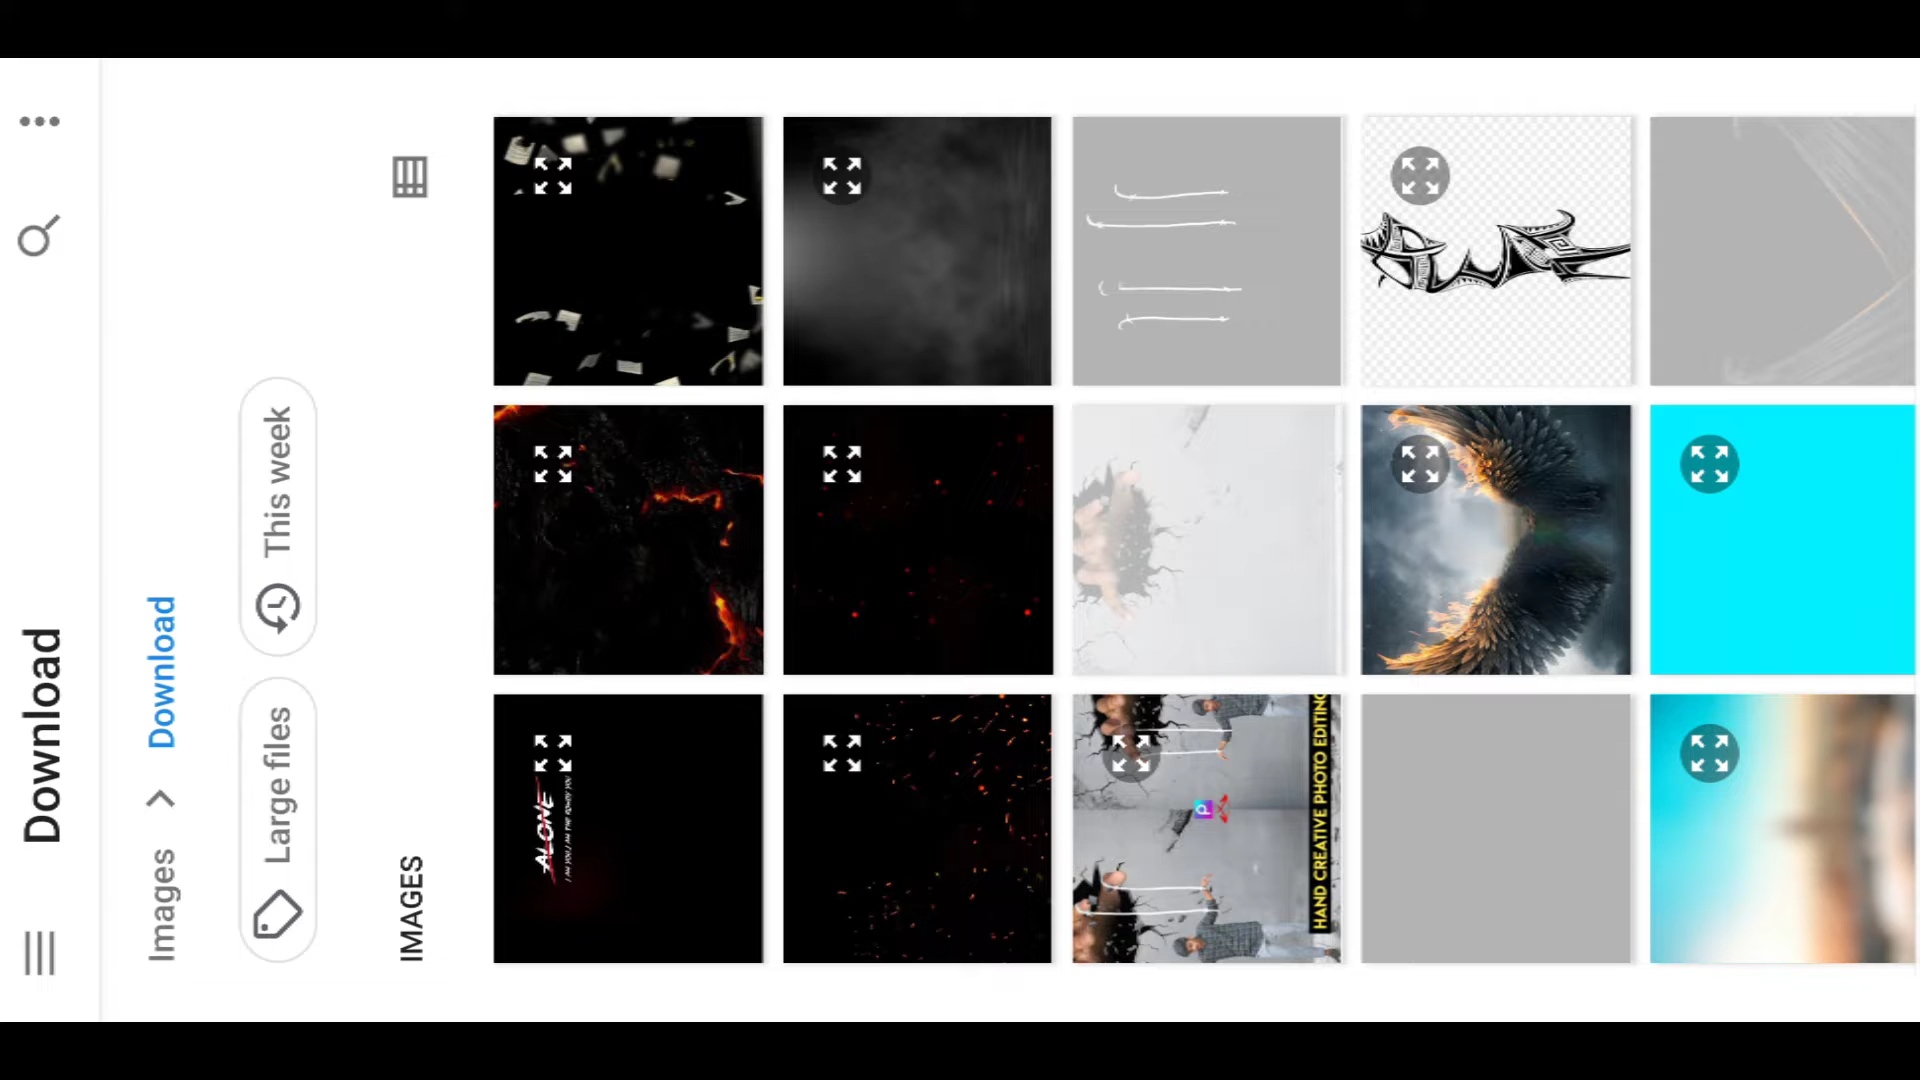 Download
Images > Download
Large files
This week
IMAGES
ALONE
HAND CREATIVE PHOTO EDITING